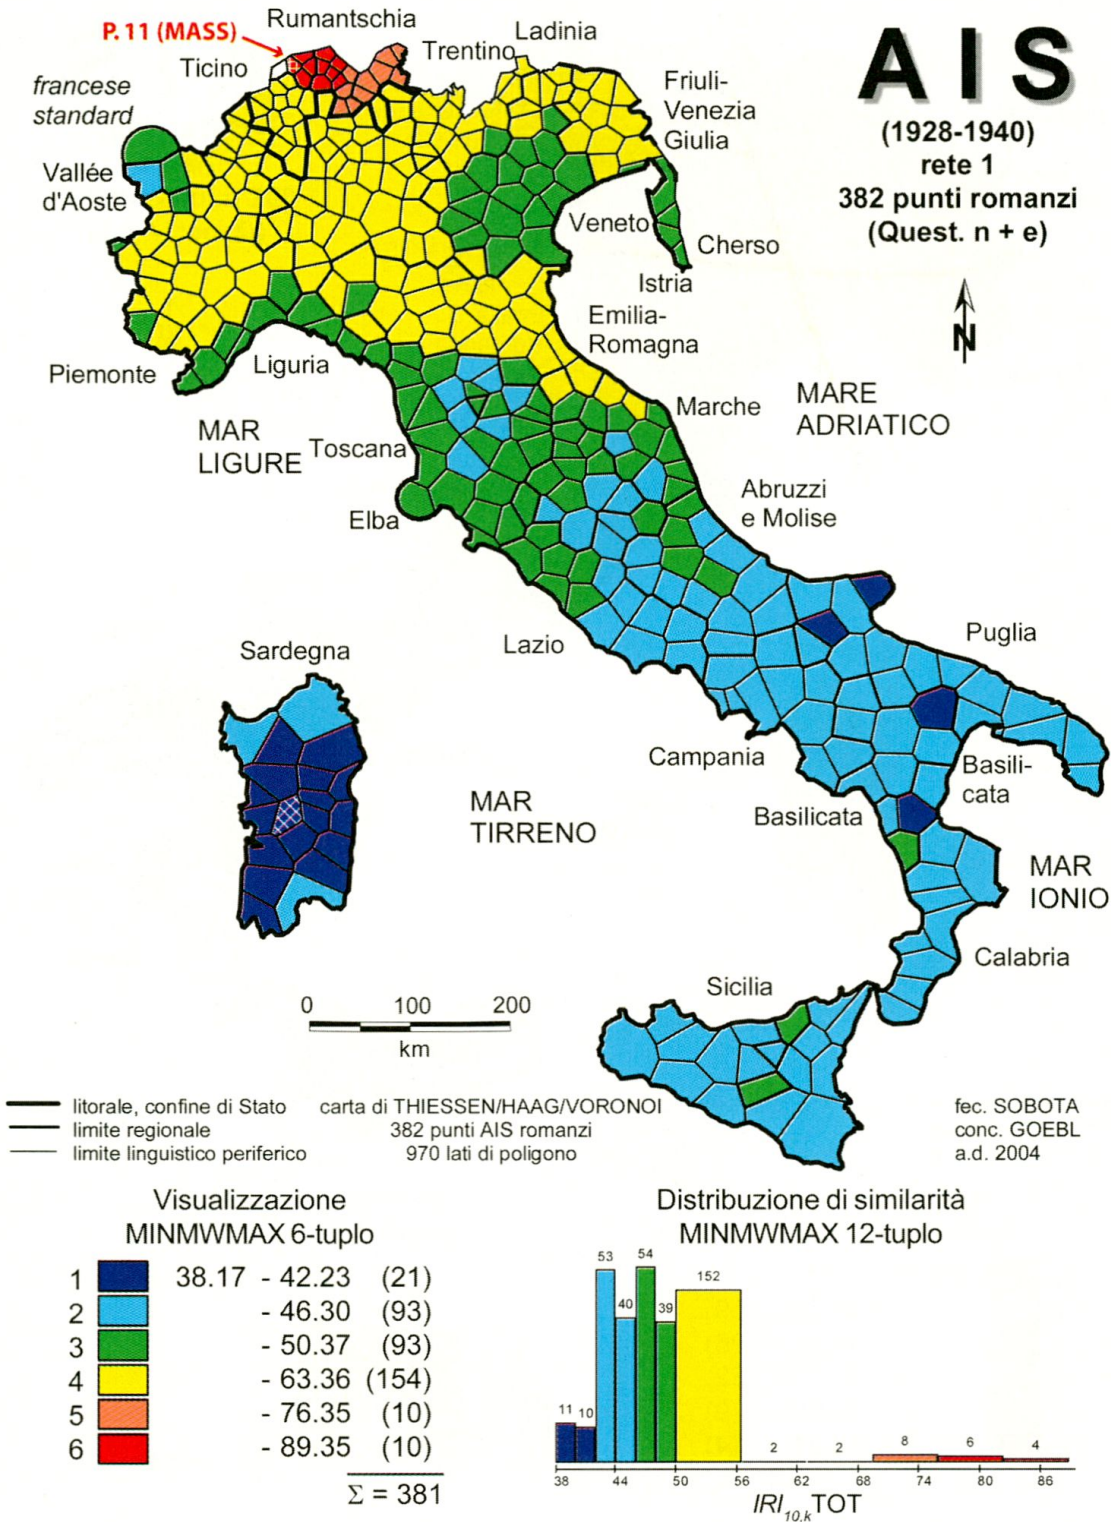 Rumantschia
P. 11 (MASS)
Ladinia
Trentino
Ticino
francese
standard
Friuli-
Venezia
Giulia
Vallée
d'Aoste
Veneto
Cherso
Istria
Emilia-
Romagna
Piemonte
Liguria
Marche
MAR
LIGURE
Toscana
MARE
ADRIATICO
Elba
Abruzzi
e Molise
Lazio
Puglia
Sardegna
Campania
Basili-
cata
Basilicata
MAR
TIRRENO
MAR
IONIO
Calabria
Sicilia
AIS
(1928-1940)
rete 1
382 punti romanzi
(Quest. n + e)
N
0 100 200
km
litorale, confine di Stato
limite regionale
limite linguistico periferico
carta di THIESSEN/HAAG/VORONOI
382 punti AIS romanzi
970 lati di poligono
fec. SOBOTA
conc. GOEBL
a.d. 2004
Visualizzazione
MINMWMAX 6-tuplo
1 38.17 - 42.23 (21)
2 - 46.30 (93)
3 - 50.37 (93)
4 - 63.36 (154)
5 - 76.35 (10)
6 - 89.35 (10)
Σ = 381
Distribuzione di similarità
MINMWMAX 12-tuplo
11 10 53 40 54 39 152 2 2 8 6 4
38 44 50 56 62 68 74 80 86
IRI10,kTOT